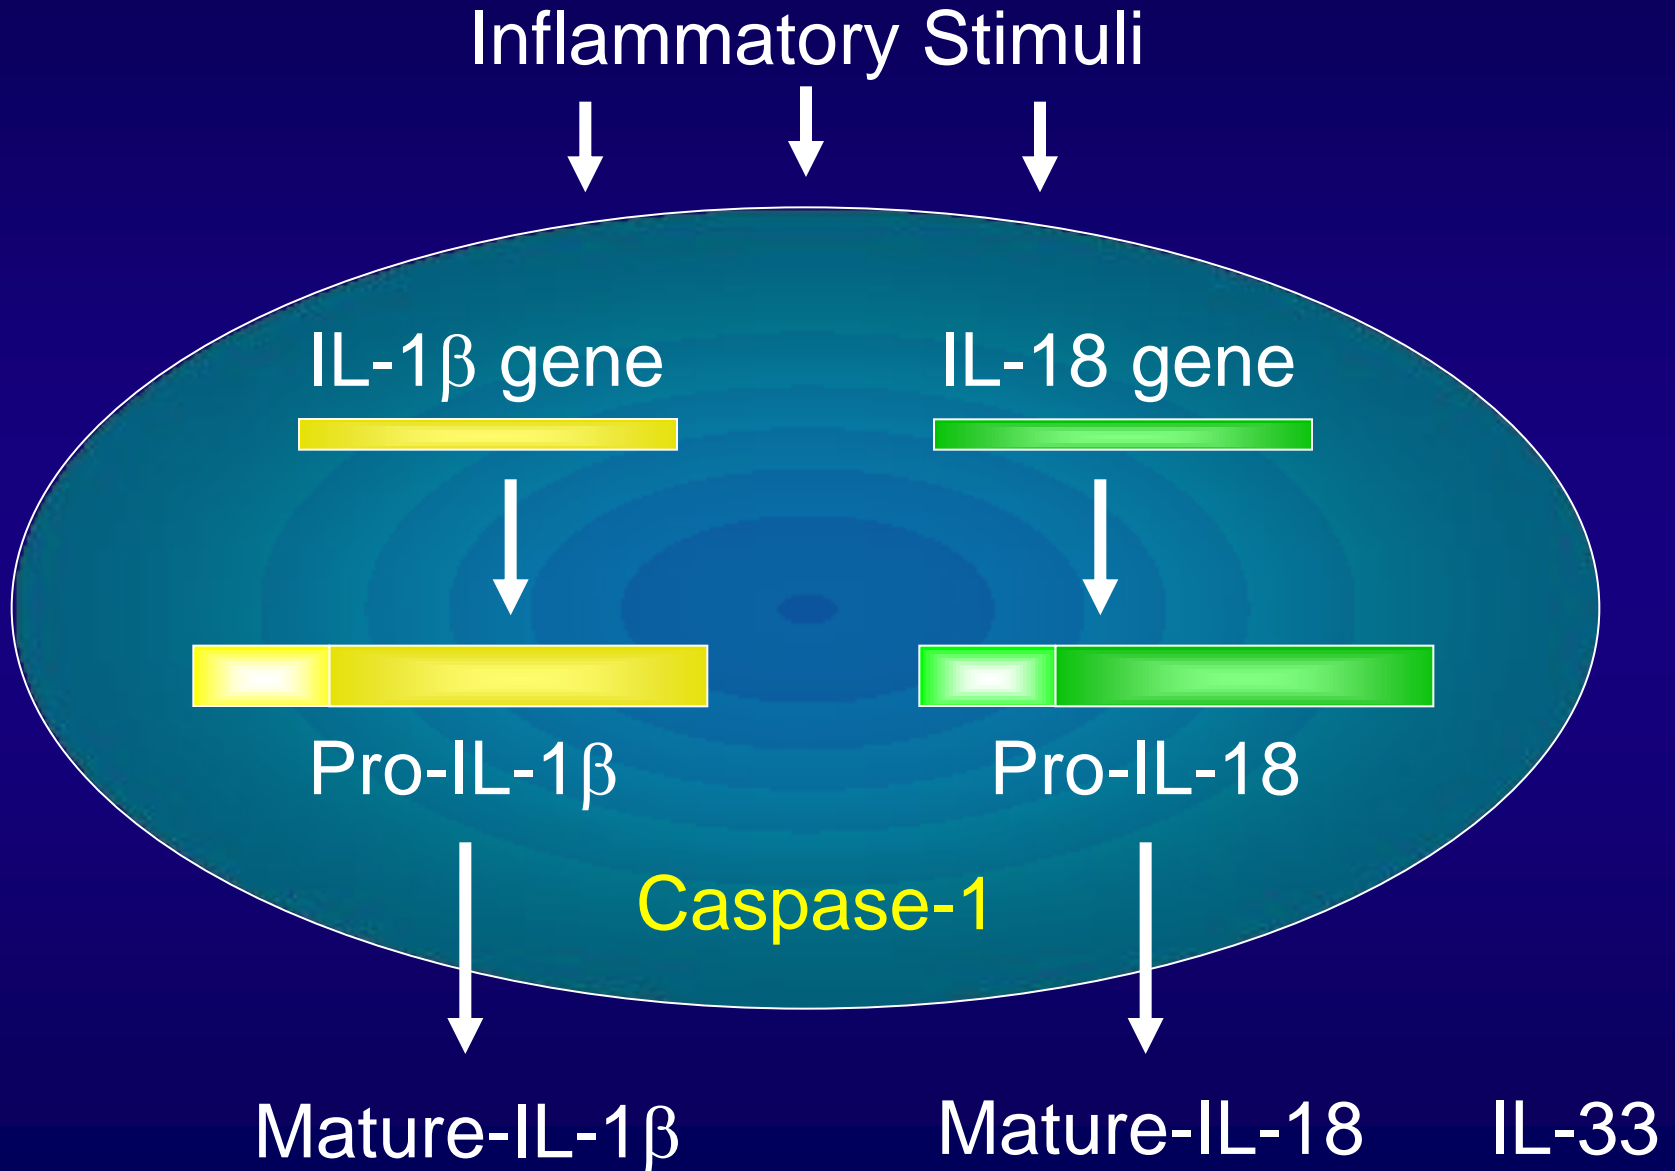 Inflammatory Stimuli
IL-1β gene
IL-18 gene
Pro-IL-1β
Pro-IL-18
Caspase-1
Mature-IL-1β
Mature-IL-18
IL-33